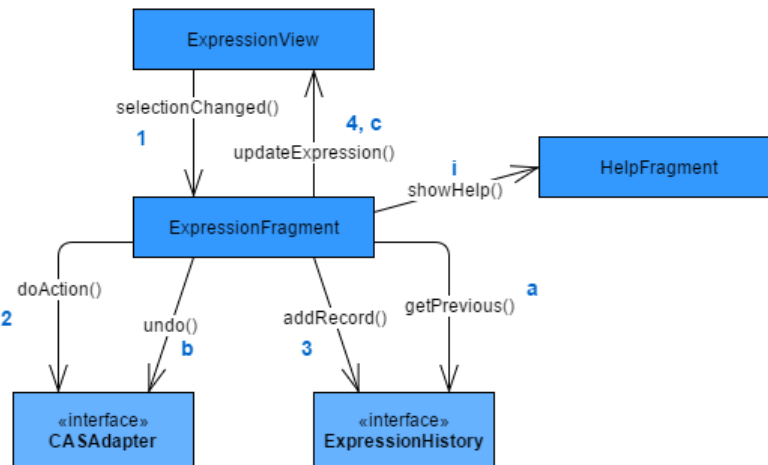 ExpressionView
selectionChanged()
1
4, c
updateExpression()
i
showHelp()
HelpFragment
ExpressionFragment
doAction()
2
undo()
b
addRecord()
3
getPrevious()
a
«interface»
CASAdapter
«interface»
ExpressionHistory